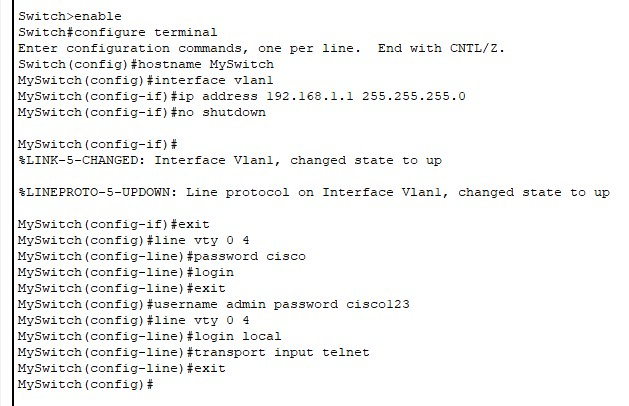 Switch>enable
Switch#configure terminal
Enter configuration commands, one per line.  End with CNTL/Z.
Switch(config)#hostname MySwitch
MySwitch(config)#interface vlan1
MySwitch(config-if)#ip address 192.168.1.1 255.255.255.0
MySwitch(config-if)#no shutdown

MySwitch(config-if)#
%LINK-5-CHANGED: Interface Vlan1, changed state to up

%LINEPROTO-5-UPDOWN: Line protocol on Interface Vlan1, changed state to up

MySwitch(config-if)#exit
MySwitch(config)#line vty 0 4
MySwitch(config-line)#password cisco
MySwitch(config-line)#login
MySwitch(config-line)#exit
MySwitch(config)#username admin password cisco123
MySwitch(config)#line vty 0 4
MySwitch(config-line)#login local
MySwitch(config-line)#transport input telnet
MySwitch(config-line)#exit
MySwitch(config)#